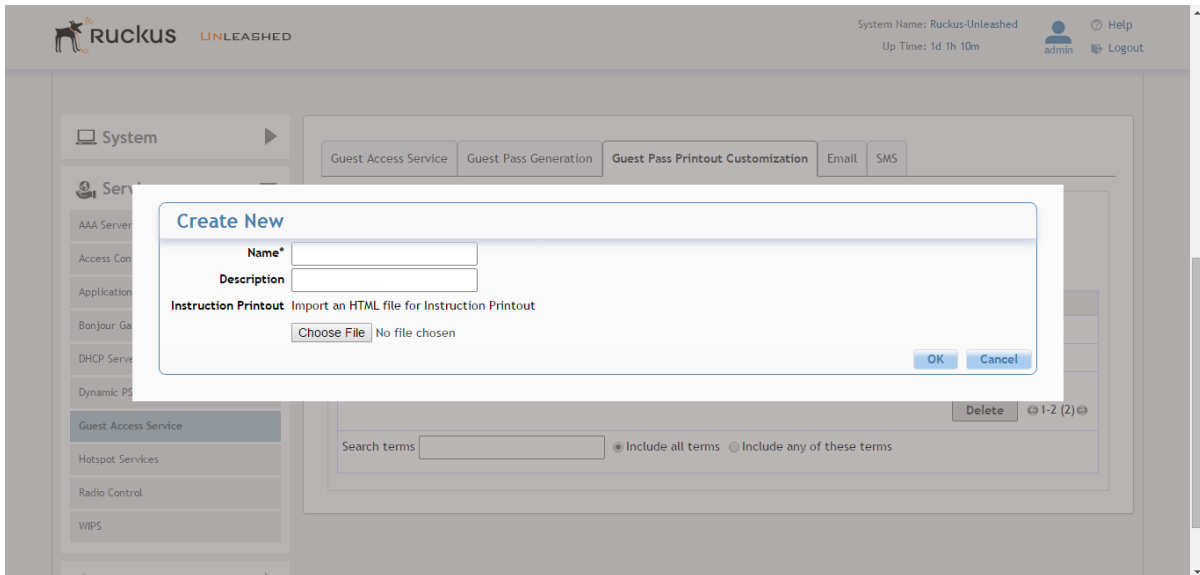 RUCKUS UNLEASHED
System Name: Ruckus-Unleashed
Up Time: 1d 1h 10m
admin
Help
Logout
System
Guest Access Service
Guest Pass Generation
Guest Pass Printout Customization
Email
SMS
Serv
AAA Server
Access Con
Application
Bonjour Ga
DHCP Serve
Dynamic PS
Guest Access Service
Hotspot Services
Radio Control
WIPS
Create New
Name*
Description
Instruction Printout Import an HTML file for Instruction Printout
Choose File No file chosen
OK Cancel
Delete 1-2 (2)
Search terms Include all terms Include any of these terms